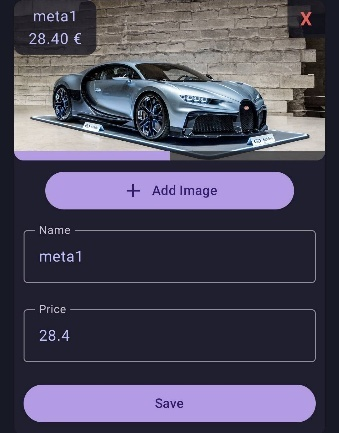 meta1
28.40 €
X
Add Image
Name
meta1
Price
28.4
Save